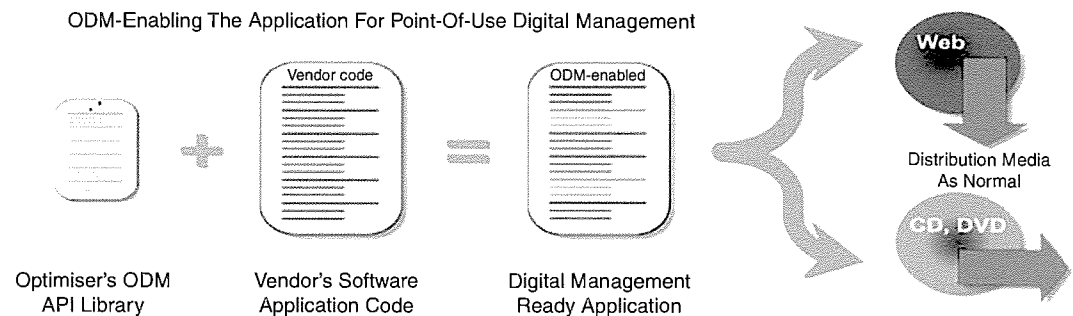 ODM-Enabling The Application For Point-Of-Use Digital Management
Vendor code
ODM-enabled
Web
Distribution Media
As Normal
CD, DVD
Optimiser's ODM
API Library
Vendor's Software
Application Code
Digital Management
Ready Application